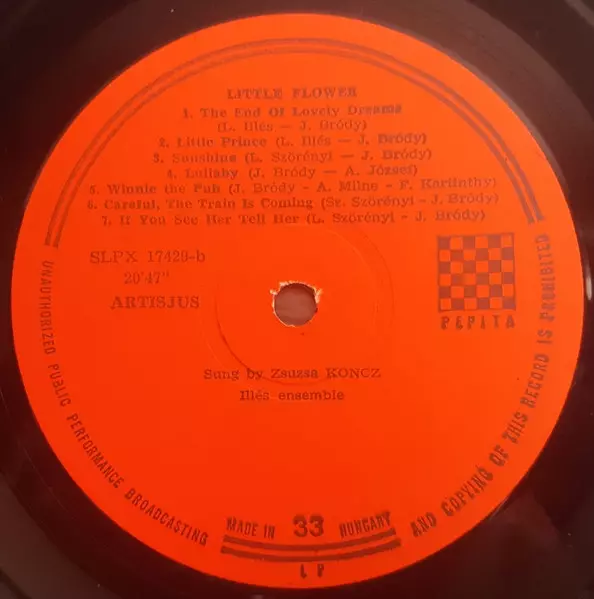 LITTLE FLOWER
1. The End Of Lovely Dreams
(L. Illés — J. Bródy)
2. Little Prince (L. Illés — J. Bródy)
3. Sunshine (L. Szörényi — J. Bródy)
4. Lullaby (J. Bródy — A. József)
5. Winnie the Puh (J. Bródy - A. Milne - F. Karlinthy)
6. Careful, The Train Is Coming (Sz. Szörényi - J. Bródy)
7. If You See Her Tell Her (L. Szörényi - J. Bródy)
SLPX 17429-b
20'47"
ARTISJUS
PEPITA
Sung by Zsuzsa KONCZ
Illés ensemble
UNAUTHORIZED PUBLIC PERFORMANCE BROADCASTING
AND COPYING OF THIS RECORD IS PROHIBITED
MADE IN 33 HUNGARY
LP